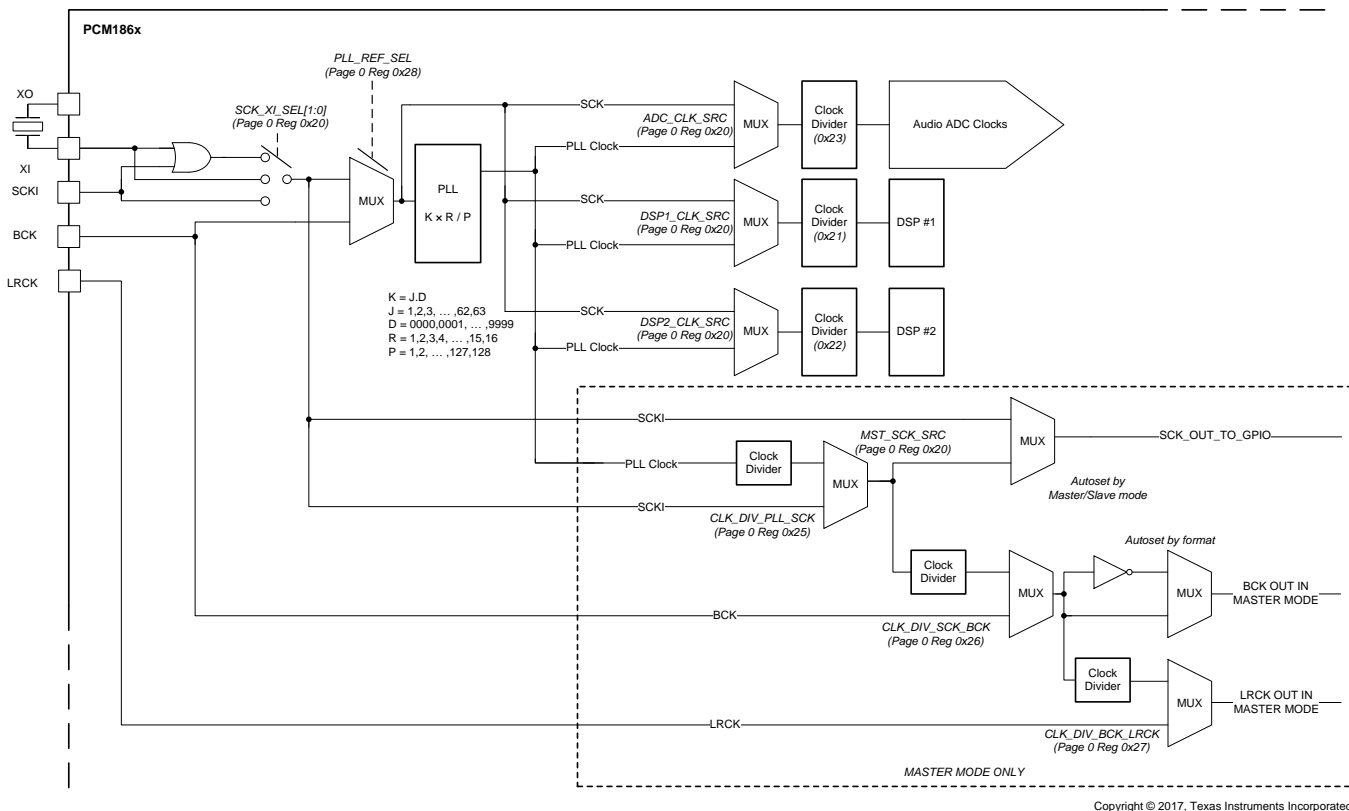 PCM186x
XO
XI
SCKI
BCK
LRCK
SCK_XI_SEL[1:0]
(Page 0 Reg 0x20)
PLL_REF_SEL
(Page 0 Reg 0x28)
MUX
PLL
K x R / P
K = J.D
J = 1,2,3, … ,62,63
D = 0000,0001, … ,9999
R = 1,2,3,4, … ,15,16
P = 1,2, … ,127,128
SCK
ADC_CLK_SRC
(Page 0 Reg 0x20)
PLL Clock
MUX
Clock
Divider
(0x23)
Audio ADC Clocks
SCK
DSP1_CLK_SRC
(Page 0 Reg 0x20)
PLL Clock
MUX
Clock
Divider
(0x21)
DSP #1
SCK
DSP2_CLK_SRC
(Page 0 Reg 0x20)
PLL Clock
MUX
Clock
Divider
(0x22)
DSP #2
SCKI
MST_SCK_SRC
(Page 0 Reg 0x20)
MUX
SCK_OUT_TO_GPIO
Autoset by
Master/Slave mode
PLL Clock
Clock
Divider
MUX
SCKI
CLK_DIV_PLL_SCK
(Page 0 Reg 0x25)
Clock
Divider
MUX
Autoset by format
MUX
BCK OUT IN
MASTER MODE
BCK
CLK_DIV_SCK_BCK
(Page 0 Reg 0x26)
Clock
Divider
MUX
LRCK OUT IN
MASTER MODE
LRCK
CLK_DIV_BCK_LRCK
(Page 0 Reg 0x27)
MASTER MODE ONLY
Copyright © 2017, Texas Instruments Incorporated